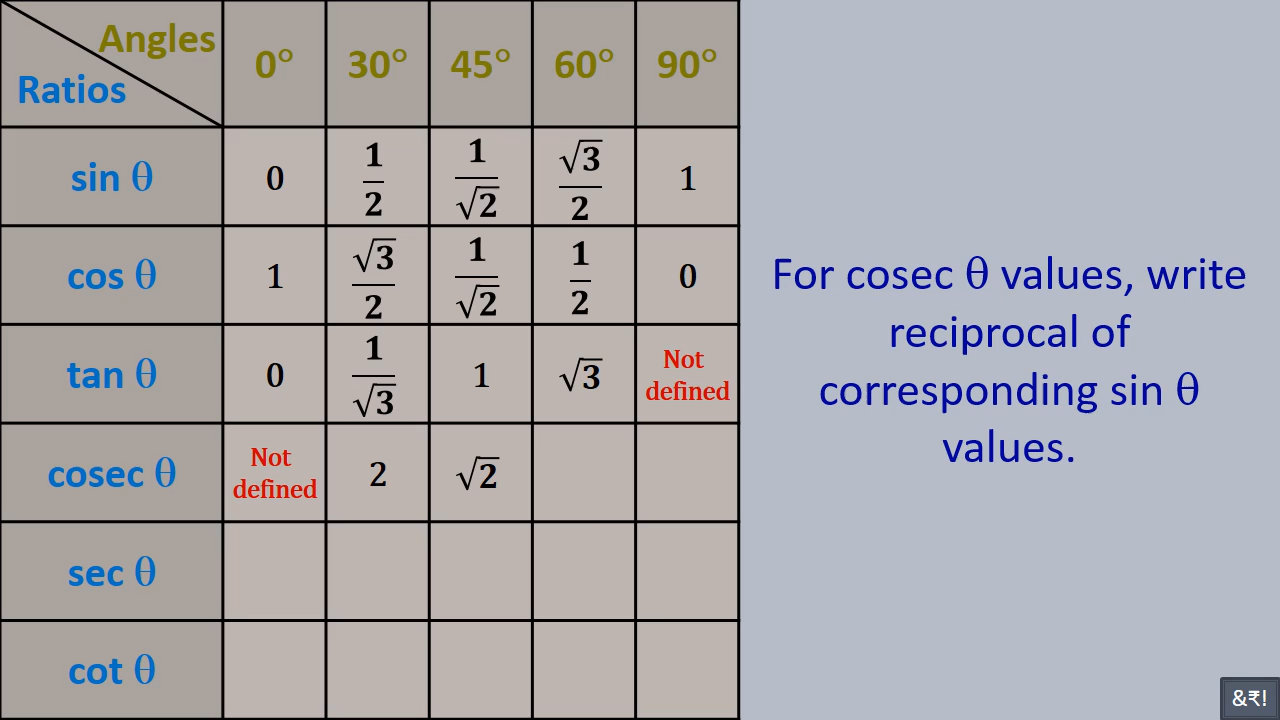 Angles
Ratios
0° 30° 45° 60° 90°
sin θ 0 1/2 1/√2 √3/2 1
cos θ 1 √3/2 1/√2 1/2 0
tan θ 0 1/√3 1 √3 Not defined
cosec θ Not defined 2 √2
sec θ
cot θ
For cosec θ values, write
reciprocal of
corresponding sin θ
values.
&₹!